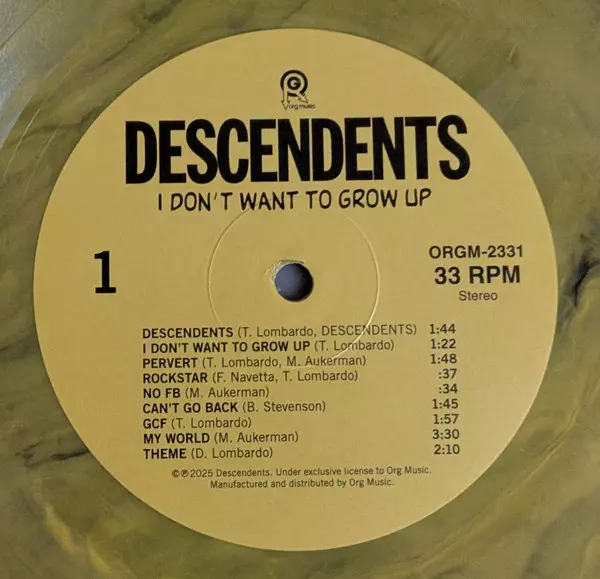 org music
DESCENDENTS
I DON'T WANT TO GROW UP
1
ORGM-2331
33 RPM
Stereo
DESCENDENTS (T. Lombardo, DESCENDENTS) 1:44
I DON'T WANT TO GROW UP (T. Lombardo) 1:22
PERVERT (T. Lombardo, M. Aukerman) 1:48
ROCKSTAR (F. Navetta, T. Lombardo) :37
NO FB (M. Aukerman) :34
CAN'T GO BACK (B. Stevenson) 1:45
GCF (T. Lombardo) 1:57
MY WORLD (M. Aukerman) 3:30
THEME (D. Lombardo) 2:10
©℗2025 Descendents. Under exclusive license to Org Music.
Manufactured and distributed by Org Music.